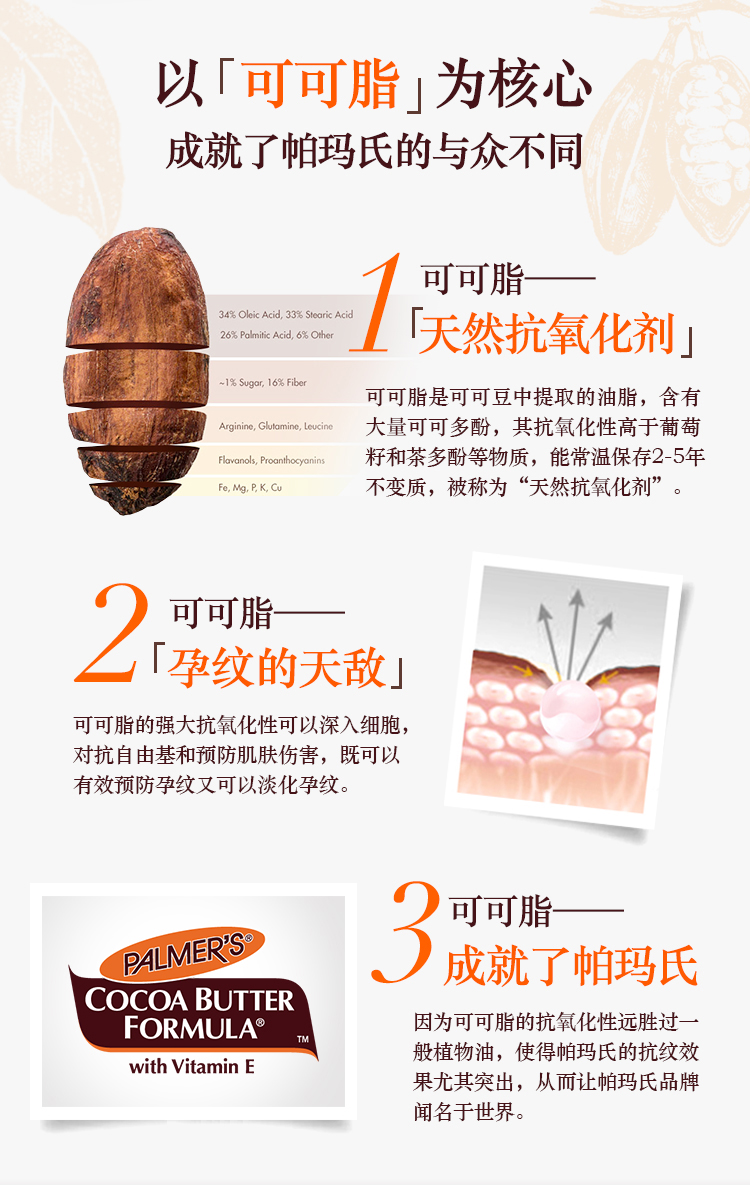 以「可可脂」为核心
成就了帕玛氏的与众不同
34% Oleic Acid, 33% Stearic Acid
26% Palmitic Acid, 6% Other
~1% Sugar, 16% Fiber
Arginine, Glutamine, Leucine
Flavanols, Proanthocyanins
Fe, Mg, P, K, Cu
1
可可脂——
「天然抗氧化剂」
可可脂是可可豆中提取的油脂，含有
大量可可多酚，其抗氧化性高于葡萄
籽和茶多酚等物质，能常温保存2-5年
不变质，被称为“天然抗氧化剂”。
2
可可脂——
「孕纹的天敌」
可可脂的强大抗氧化性可以深入细胞，
对抗自由基和预防肌肤伤害，既可以
有效预防孕纹又可以淡化孕纹。
PALMER'S®
COCOA BUTTER
FORMULA®
TM
with Vitamin E
3
可可脂——
成就了帕玛氏
因为可可脂的抗氧化性远胜过一
般植物油，使得帕玛氏的抗纹效
果尤其突出，从而让帕玛氏品牌
闻名于世界。